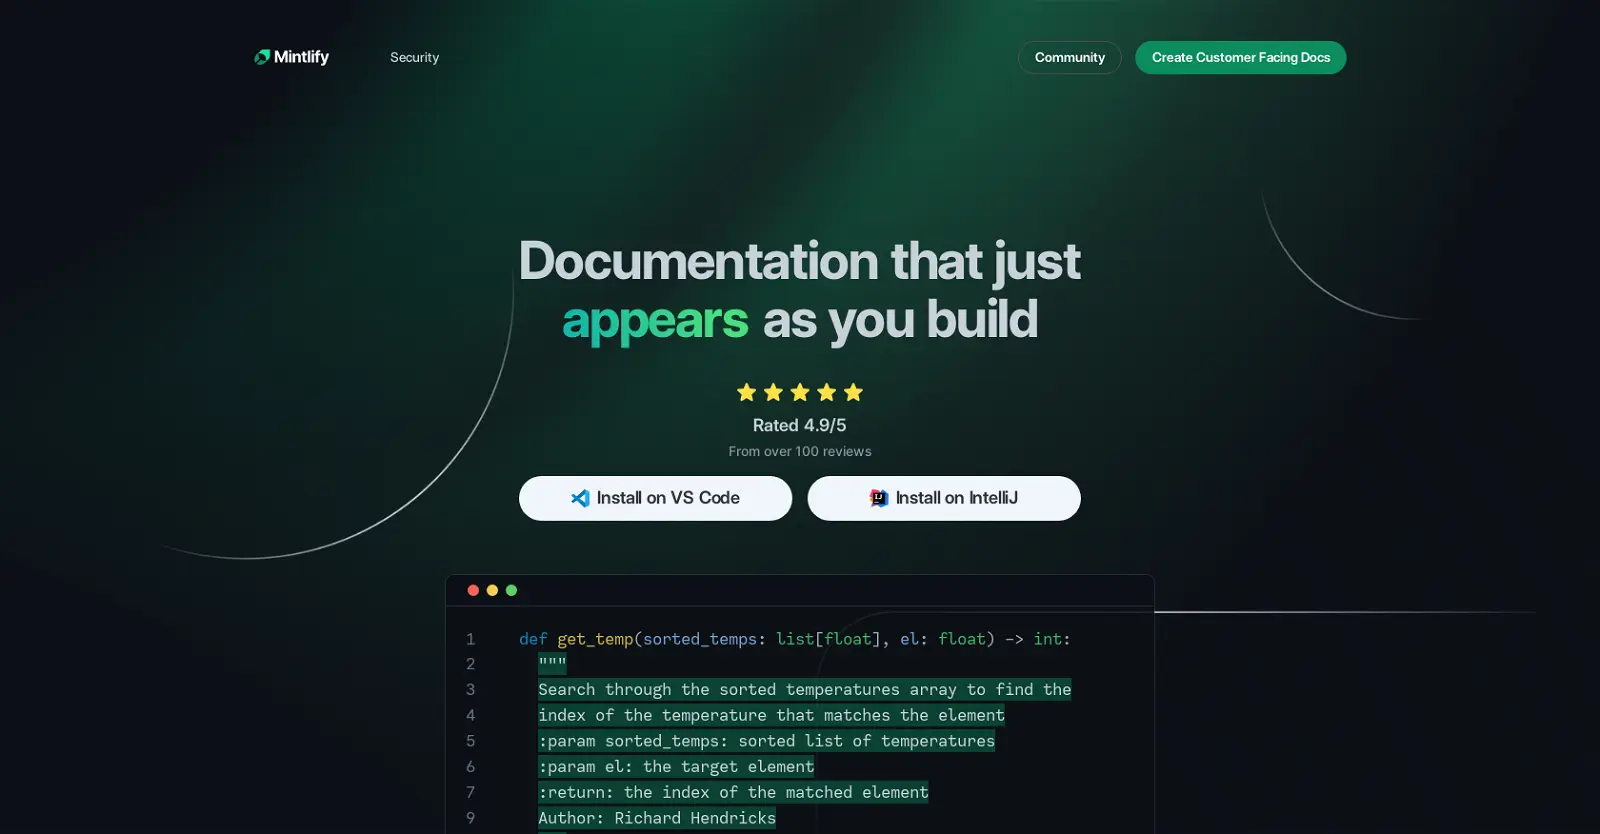 Mintlify
Security
Community
Create Customer Facing Docs
Documentation that just
appears as you build
Rated 4.9/5
From over 100 reviews
Install on VS Code
Install on IntelliJ
1 def get_temp(sorted_temps: list[float], el: float) -> int:
2 """
3 Search through the sorted temperatures array to find the
4 index of the temperature that matches the element
5 :param sorted_temps: sorted list of temperatures
6 :param el: the target element
7 :return: the index of the matched element
9 Author: Richard Hendricks